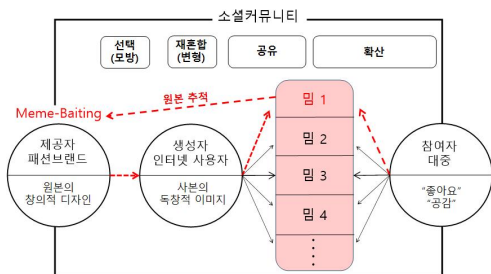 소셜커뮤니티
선택
(모방)
재혼합
(변형)
공유
확산
원본 추적
Meme-Baiting
제공자
패션브랜드
원본의
창의적 디자인
생성자
인터넷 사용자
사본의
독창적 이미지
밈 1
밈 2
밈 3
밈 4
참여자
대중
“좋아요”
“공감”